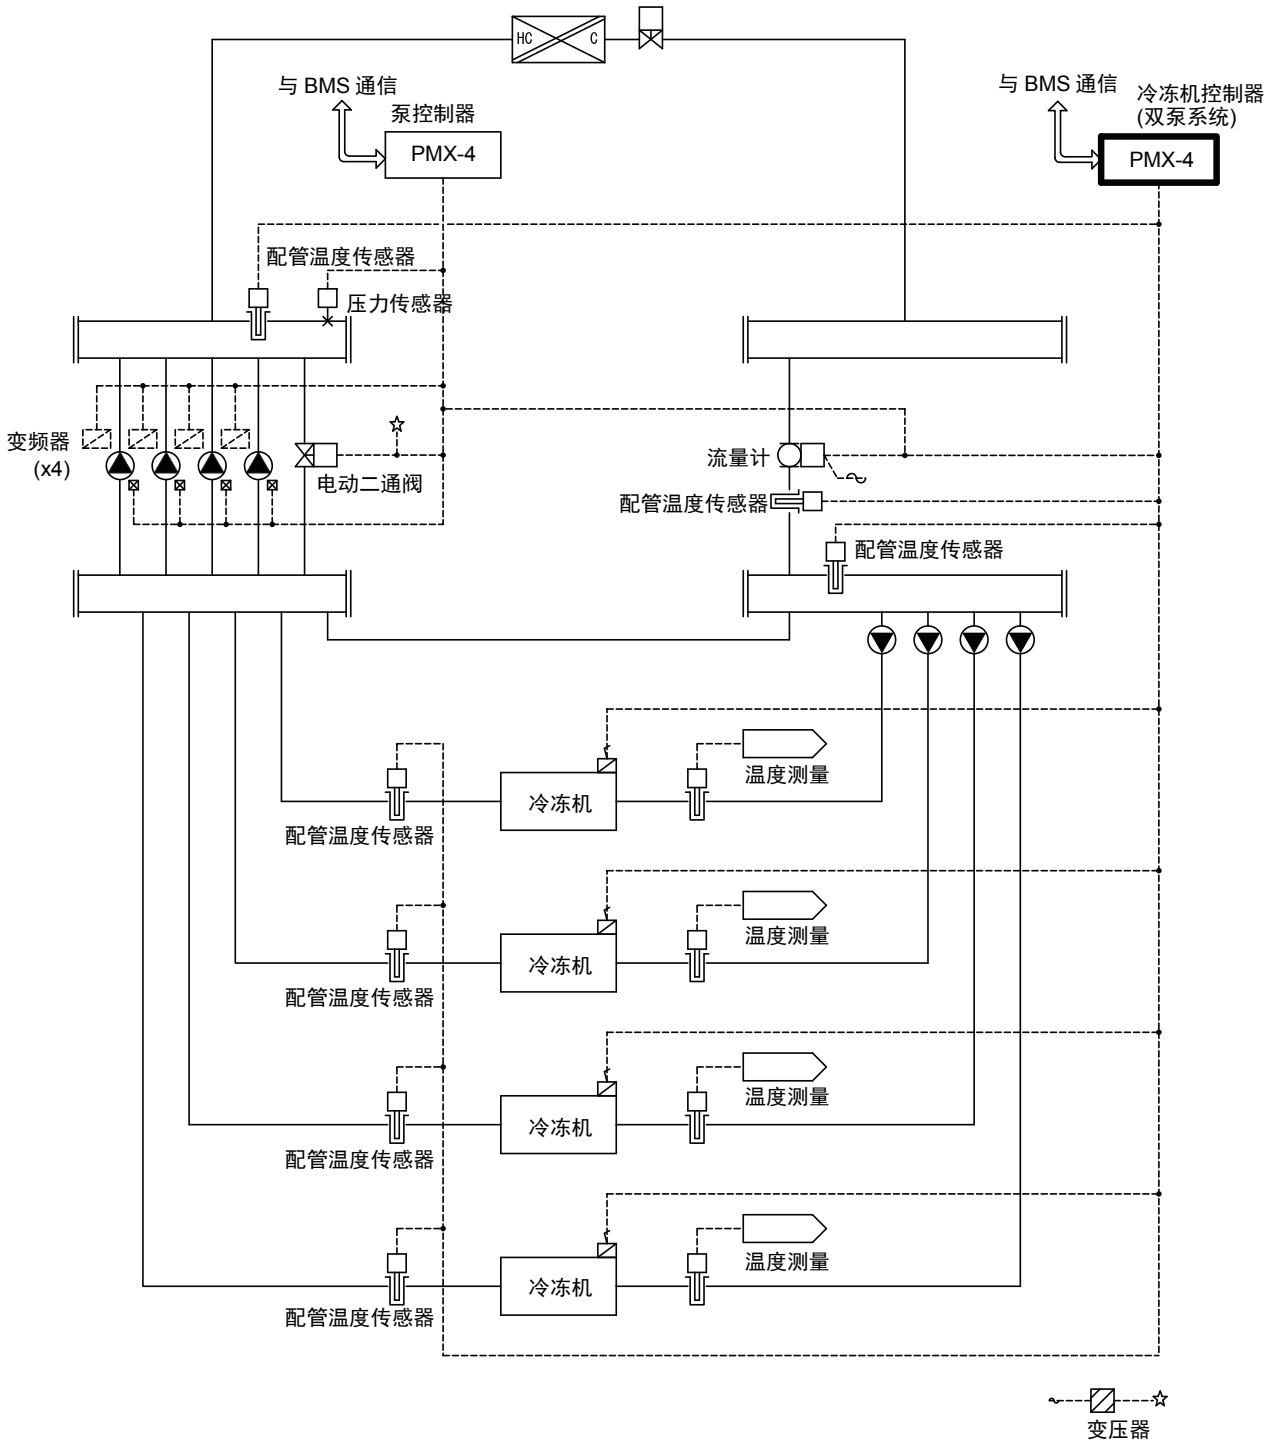 HC
C
与 BMS 通信
泵控制器
PMX-4
与 BMS 通信
冷冻机控制器
(双泵系统)
PMX-4
配管温度传感器
压力传感器
变频器
(x4)
电动二通阀
流量计
配管温度传感器
配管温度传感器
温度测量
冷冻机
配管温度传感器
温度测量
冷冻机
配管温度传感器
温度测量
冷冻机
配管温度传感器
温度测量
冷冻机
配管温度传感器
变压器